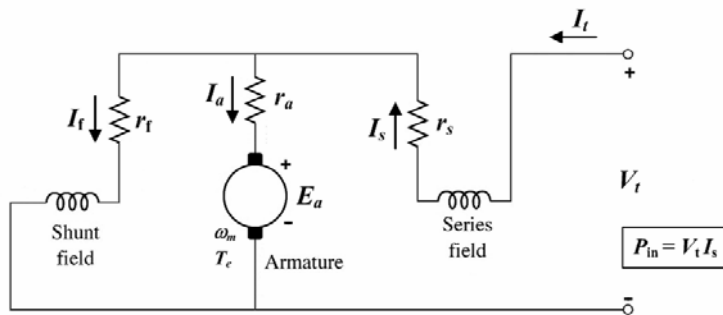 I_t
+
I_f
r_f
I_a
r_a
I_s
r_s
+
E_a
-
V_t
Shunt
field
ω_m
T_e
Armature
Series
field
P_in = V_t I_s
-